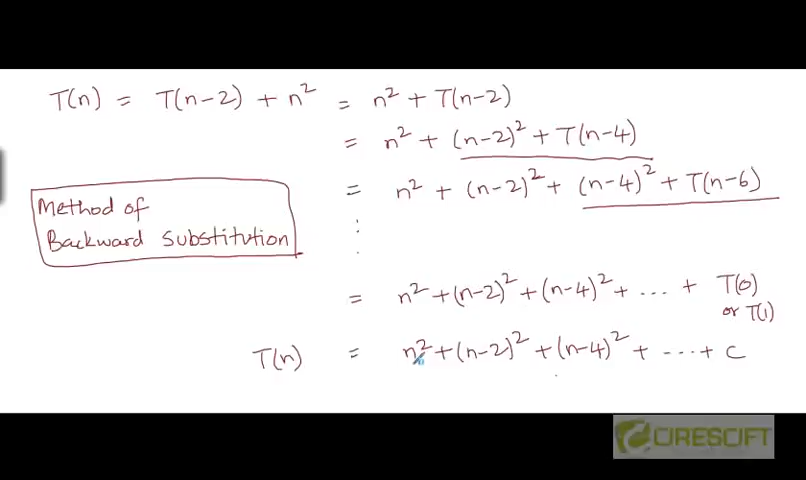 T(n) = T(n-2) + n² = n² + T(n-2)
= n² + (n-2)² + T(n-4)
= n² + (n-2)² + (n-4)² + T(n-6)
Method of
Backward Substitution
⋮
= n² + (n-2)² + (n-4)² + ... + T(0)
or T(1)
T(n) = n² + (n-2)² + (n-4)² + ... + C
CIRESCIFT